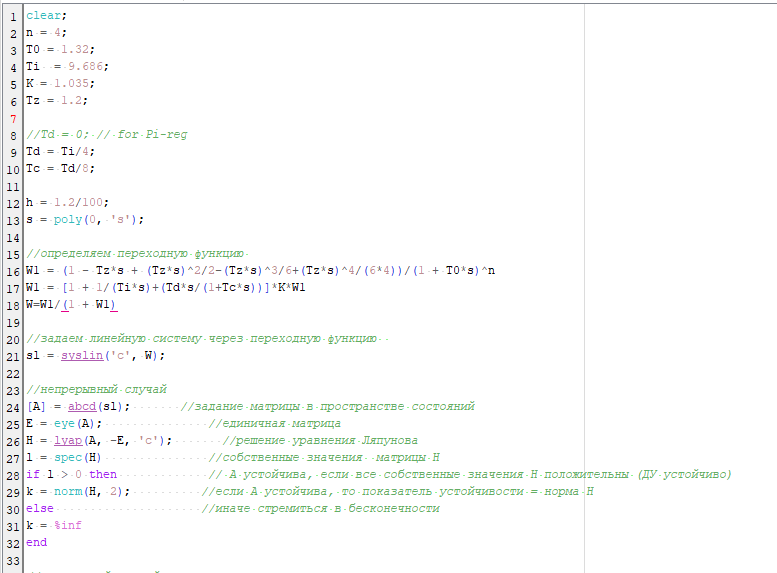 1 clear;
2 n = 4;
3 T0 = 1.32;
4 Ti  = 9.686;
5 K = 1.035;
6 Tz = 1.2;
7
8 //Td = 0; // for Pi-reg
9 Td = Ti/4;
10 Tc = Td/8;
11
12 h = 1.2/100;
13 s = poly(0, 's');
14
15 //определяем переходную функцию
16 W1 = (1 - Tz*s + (Tz*s)^2/2-(Tz*s)^3/6+(Tz*s)^4/(6*4))/(1 + T0*s)^n
17 W1 = [1 + 1/(Ti*s)+(Td*s/(1+Tc*s))]*K*W1
18 W=W1/(1 + W1)
19
20 //задаем линейную систему через переходную функцию
21 sl = syslin('c', W);
22
23 //непрерывный случай
24 [A] = abcd(sl);       //задание матрицы в пространстве состояний
25 E = eye(A);               //единичная матрица
26 H = lyap(A, -E, 'c');       //решение уравнения Ляпунова
27 l = spec(H)               //собственные значения матрицы H
28 if l > 0 then             // А устойчива, если все собственные значения H положительны (ДУ устойчиво)
29 k = norm(H, 2);          //если А устойчива, то показатель устойчивости = норма H
30 else                     //иначе стремиться в бесконечности
31 k = %inf
32 end
33